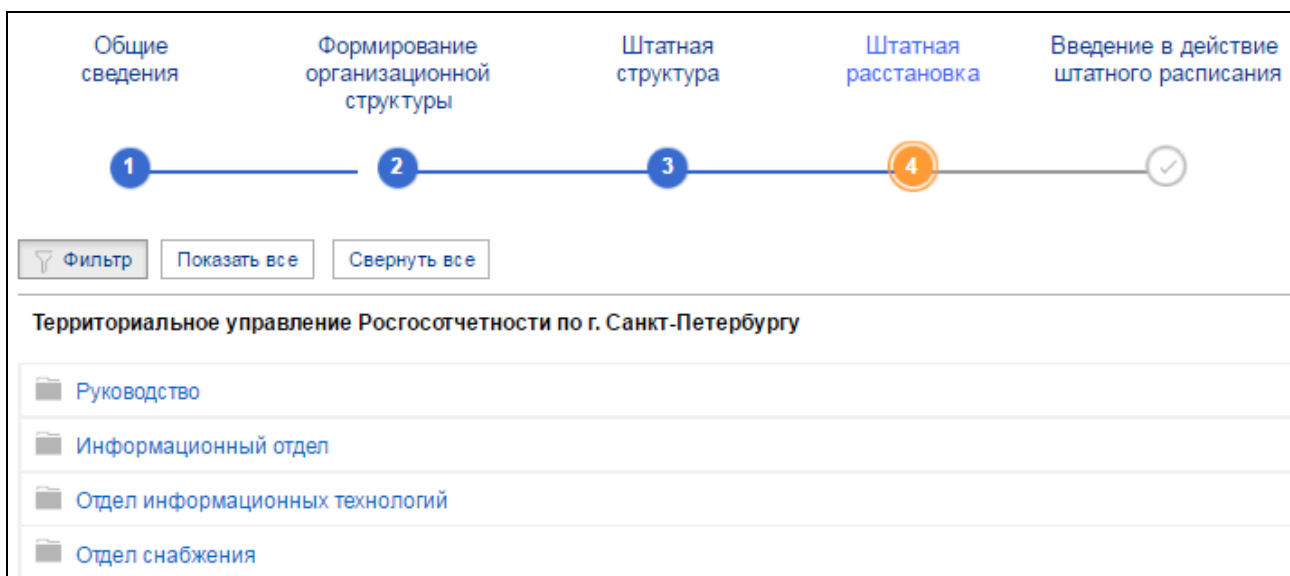 Общие сведения
Формирование организационной структуры
Штатная структура
Штатная расстановка
Введение в действие штатного расписания
1 2 3 4
Фильтр Показать все Свернуть все
Территориальное управление Росгосотчетности по г. Санкт-Петербургу
Руководство
Информационный отдел
Отдел информационных технологий
Отдел снабжения